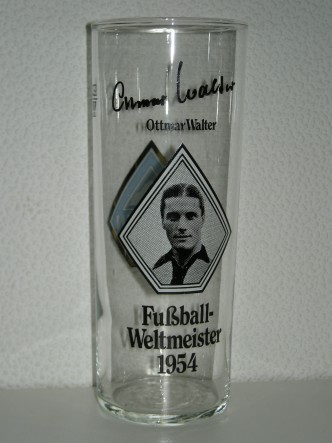 Ottmar Walter
Ottmar Walter
Fußball-
Weltmeister
1954